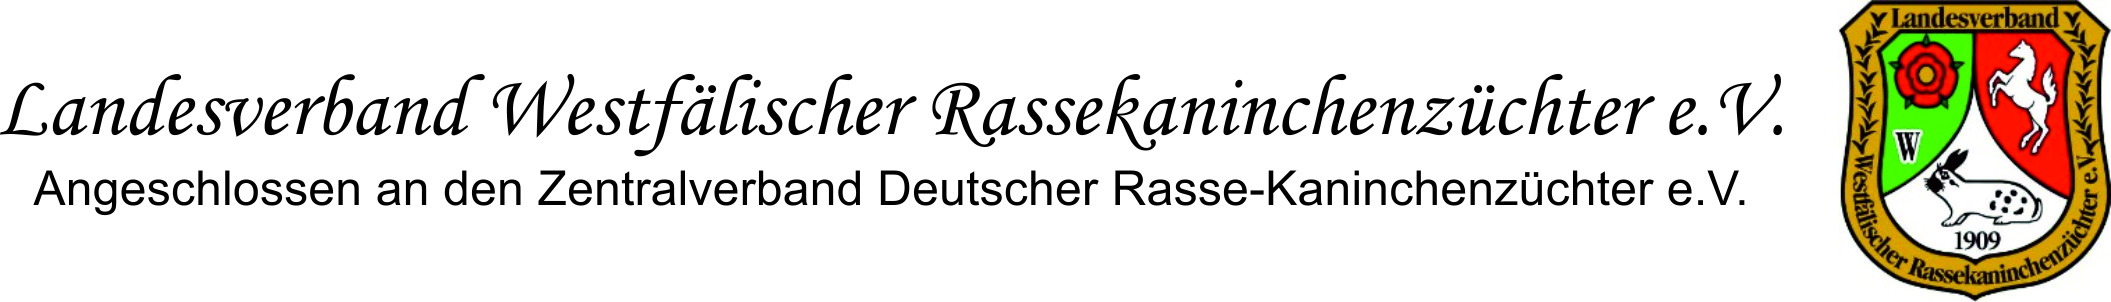 Landesverband Westfälischer Rassekaninchenzüchter e.V.
Angeschlossen an den Zentralverband Deutscher Rasse-Kaninchenzüchter e.V.
Landesverband
W
1909
Westfälischer Rassekaninchenzüchter e.V.